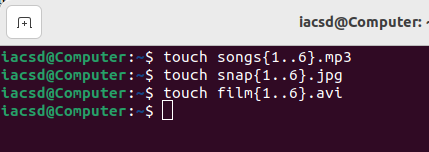 iacsd@Computer: ~
iacsd@Computer:~$ touch songs{1..6}.mp3
iacsd@Computer:~$ touch snap{1..6}.jpg
iacsd@Computer:~$ touch film{1..6}.avi
iacsd@Computer:~$